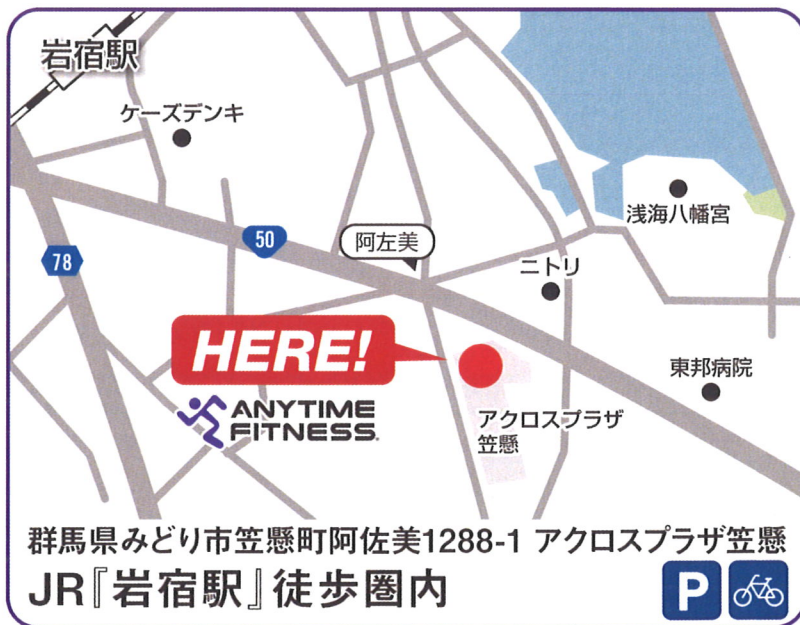 岩宿駅
ケーズデンキ
浅海八幡宮
50
阿左美
78
ニトリ
HERE!
東邦病院
ANYTIME
FITNESS.
アクロスプラザ
笠懸
群馬県みどり市笠懸町阿佐美1288-1 アクロスプラザ笠懸
JR『岩宿駅』徒歩圏内
P